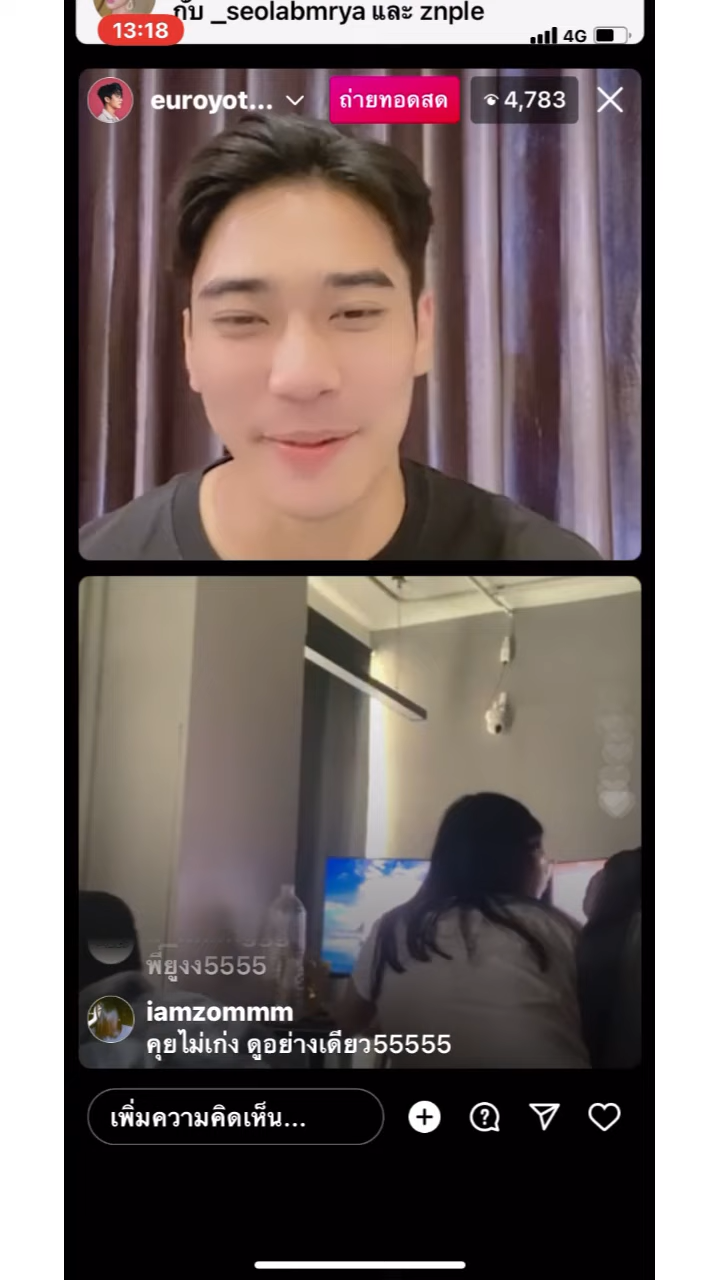 กับ _seolabmrya และ znple
13:18
4G
euroyot...
ถ่ายทอดสด
4,783
พี่ยูงง5555
iamzommm
คุยไม่เก่ง ดูอย่างเดียว55555
เพิ่มความคิดเห็น...